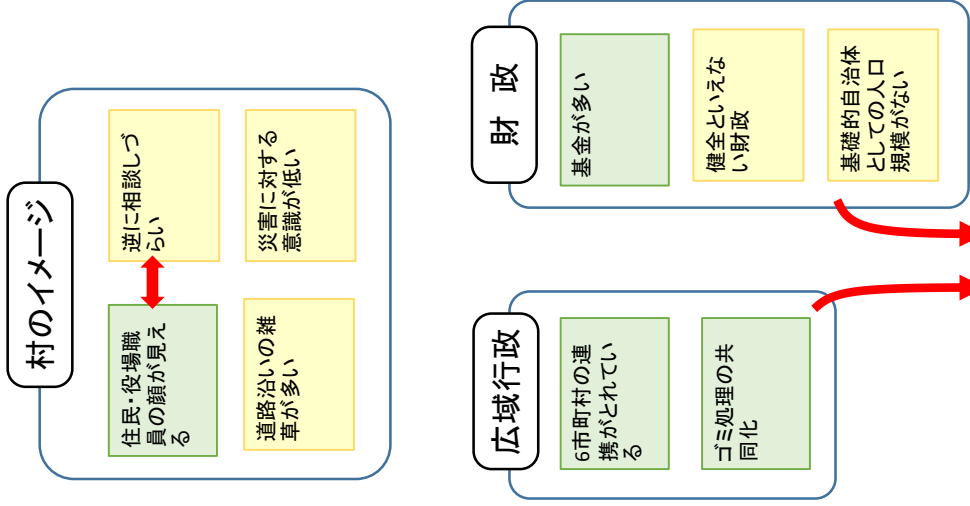 村のイメージ
住民・役場職
員の顔が見え
る
逆に相談しづ
らい
道路沿いの雑
草が多い
災害に対する
意識が低い
広域行政
6市町村の連
携がとれてい
る
ゴミ処理の共
同化
財 政
基金が多い
健全といえな
い財政
基礎的自治体
としての人口
規模がない